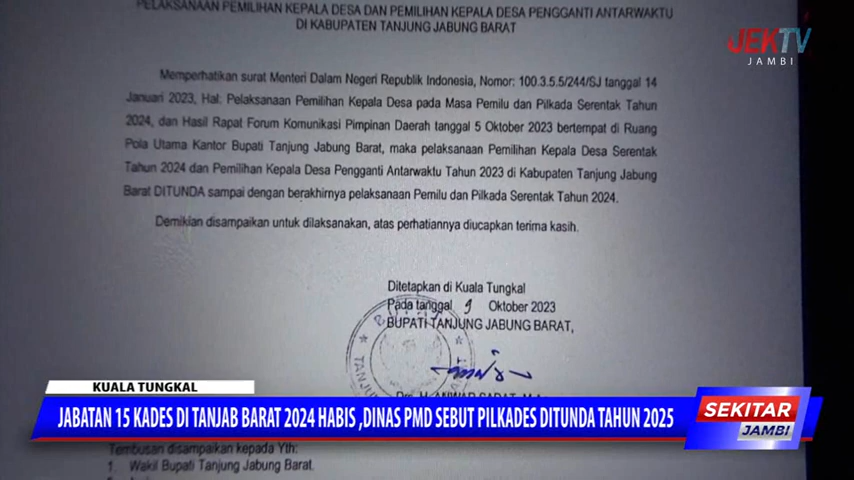 PELAKSANAAN PEMILIHAN KEPALA DESA DAN PEMILIHAN KEPALA DESA PENGGANTI ANTARWAKTU
DI KABUPATEN TANJUNG JABUNG BARAT
JEKTV
JAMBI
Memperhatikan surat Menteri Dalam Negeri Republik Indonesia, Nomor: 100.3.5.5/244/SJ tanggal 14
Januari 2023, Hal: Pelaksanaan Pemilihan Kepala Desa pada Masa Pemilu dan Pilkada Serentak Tahun
2024, dan Hasil Rapat Forum Komunikasi Pimpinan Daerah tanggal 5 Oktober 2023 bertempat di Ruang
Pola Utama Kantor Bupati Tanjung Jabung Barat, maka pelaksanaan Pemilihan Kepala Desa Serentak
Tahun 2024 dan Pemilihan Kepala Desa Pengganti Antarwaktu Tahun 2023 di Kabupaten Tanjung Jabung
Barat DITUNDA sampai dengan berakhirnya pelaksanaan Pemilu dan Pilkada Serentak Tahun 2024.
Demikian disampaikan untuk dilaksanakan, atas perhatiannya diucapkan terima kasih.
Ditetapkan di Kuala Tungkal
Pada tanggal 9 Oktober 2023
BUPATI TANJUNG JABUNG BARAT,
KUALA TUNGKAL
JABATAN 15 KADES DI TANJAB BARAT 2024 HABIS ,DINAS PMD SEBUT PILKADES DITUNDA TAHUN 2025
SEKITAR
JAMBI
Tembusan disampaikan kepada Yth:
1. Wakil Bupati Tanjung Jabung Barat.